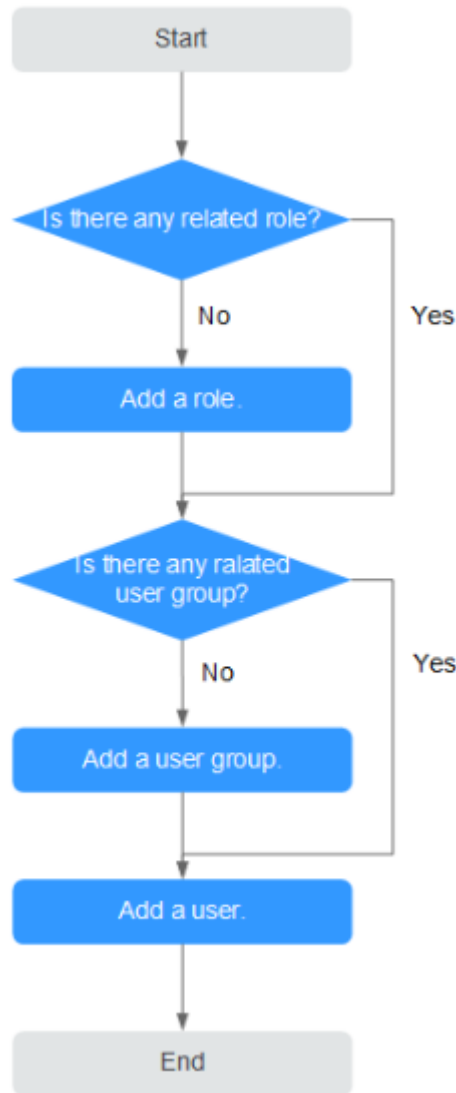 Start
Is there any related role?
No
Yes
Add a role.
Is there any ralated
user group?
No
Yes
Add a user group.
Add a user.
End